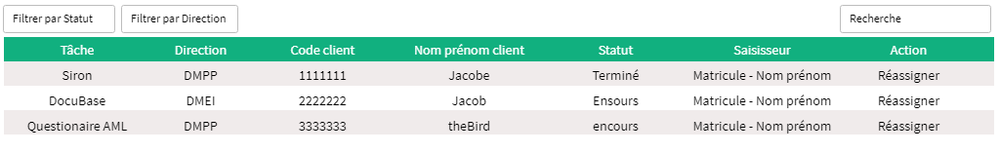 Filtrer par Statut Filtrer par Direction Recherche
Tâche Direction Code client Nom prénom client Statut Saisisseur Action
Siron DMPP 1111111 Jacobe Terminé Matricule - Nom prénom Réassigner
DocuBase DMEI 2222222 Jacob Ensours Matricule - Nom prénom Réassigner
Questionaire AML DMPP 3333333 theBird encours Matricule - Nom prénom Réassigner